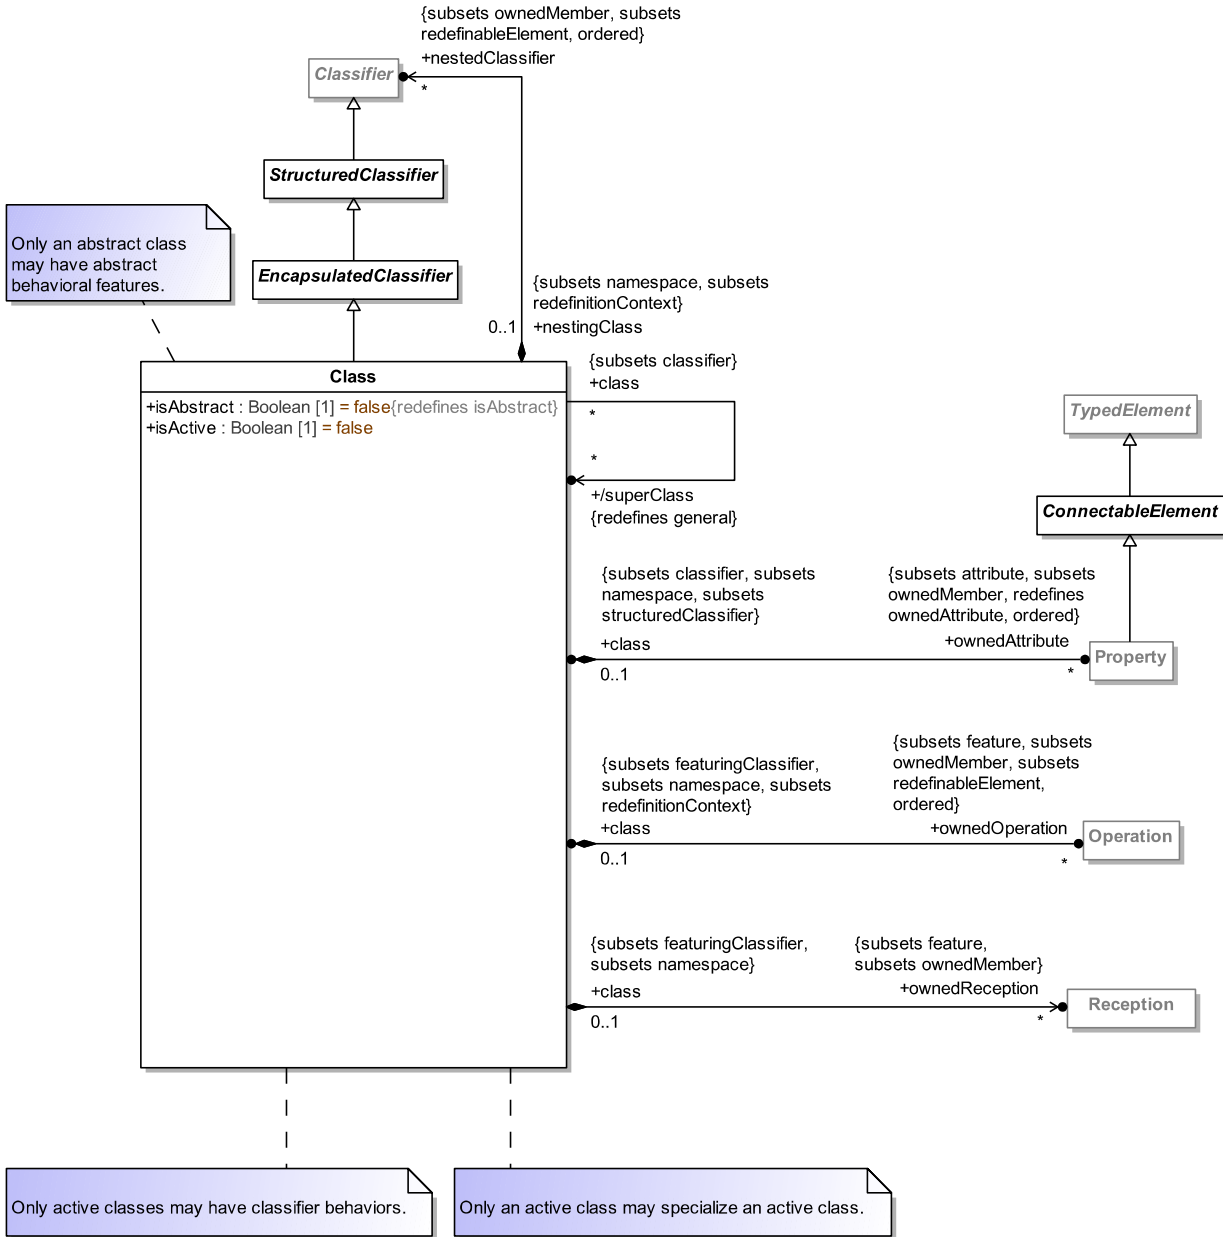 {subsets ownedMember, subsets
redefinableElement, ordered}
+nestedClassifier
*
Classifier
StructuredClassifier
Only an abstract class
may have abstract
behavioral features.
EncapsulatedClassifier
{subsets namespace, subsets
redefinitionContext}
0..1 +nestingClass
Class
+isAbstract : Boolean [1] = false{redefines isAbstract}
+isActive : Boolean [1] = false
{subsets classifier}
+class
*
*
+/superClass
{redefines general}
TypedElement
ConnectableElement
{subsets classifier, subsets
namespace, subsets
structuredClassifier}
+class
0..1
{subsets attribute, subsets
ownedMember, redefines
ownedAttribute, ordered}
+ownedAttribute
*
Property
{subsets featuringClassifier,
subsets namespace, subsets
redefinitionContext}
+class
0..1
{subsets feature, subsets
ownedMember, subsets
redefinableElement,
ordered}
+ownedOperation
*
Operation
{subsets featuringClassifier,
subsets namespace}
+class
0..1
{subsets feature,
subsets ownedMember}
+ownedReception
*
Reception
Only active classes may have classifier behaviors.
Only an active class may specialize an active class.